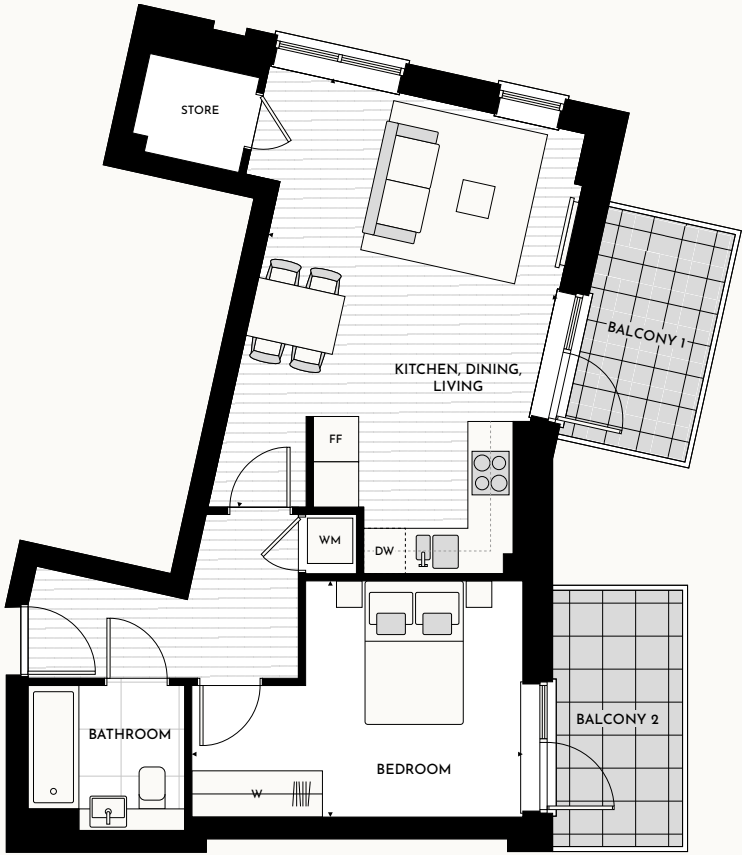 STORE
BALCONY 1
KITCHEN, DINING,
LIVING
FF
WM
DW
BATHROOM
BALCONY 2
BEDROOM
W